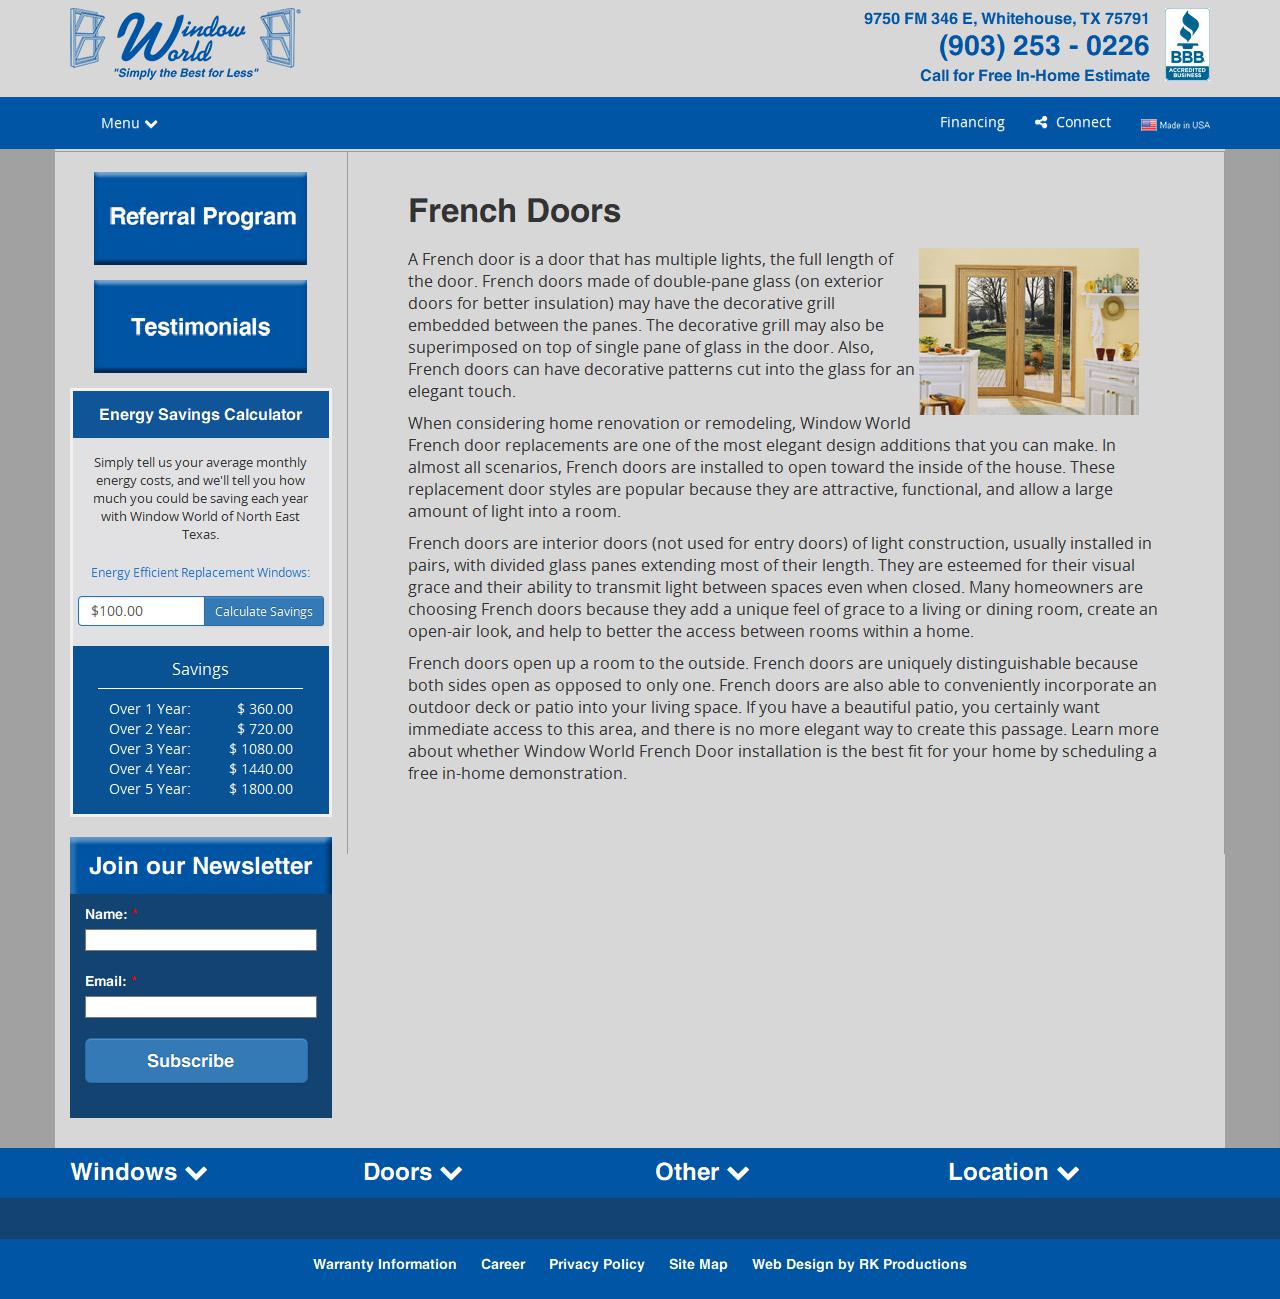 Window World®
"Simply the Best for Less"
9750 FM 346 E, Whitehouse, TX 75791
(903) 253 - 0226
Call for Free In-Home Estimate
BBB
ACCREDITED
BUSINESS
Menu
Financing
Connect
Made in USA
Referral Program
Testimonials
Energy Savings Calculator
Simply tell us your average monthly
energy costs, and we'll tell you how
much you could be saving each year
with Window World of North East
Texas.
Energy Efficient Replacement Windows:
$100.00 Calculate Savings
Savings
Over 1 Year: $ 360.00
Over 2 Year: $ 720.00
Over 3 Year: $ 1080.00
Over 4 Year: $ 1440.00
Over 5 Year: $ 1800.00
Join our Newsletter
Name: *
Email: *
Subscribe
French Doors
A French door is a door that has multiple lights, the full length of
the door. French doors made of double-pane glass (on exterior
doors for better insulation) may have the decorative grill
embedded between the panes. The decorative grill may also be
superimposed on top of single pane of glass in the door. Also,
French doors can have decorative patterns cut into the glass for an
elegant touch.
When considering home renovation or remodeling, Window World
French door replacements are one of the most elegant design additions that you can make. In
almost all scenarios, French doors are installed to open toward the inside of the house. These
replacement door styles are popular because they are attractive, functional, and allow a large
amount of light into a room.
French doors are interior doors (not used for entry doors) of light construction, usually installed in
pairs, with divided glass panes extending most of their length. They are esteemed for their visual
grace and their ability to transmit light between spaces even when closed. Many homeowners are
choosing French doors because they add a unique feel of grace to a living or dining room, create an
open-air look, and help to better the access between rooms within a home.
French doors open up a room to the outside. French doors are uniquely distinguishable because
both sides open as opposed to only one. French doors are also able to conveniently incorporate an
outdoor deck or patio into your living space. If you have a beautiful patio, you certainly want
immediate access to this area, and there is no more elegant way to create this passage. Learn more
about whether Window World French Door installation is the best fit for your home by scheduling a
free in-home demonstration.
Windows
Doors
Other
Location
Warranty Information Career Privacy Policy Site Map Web Design by RK Productions